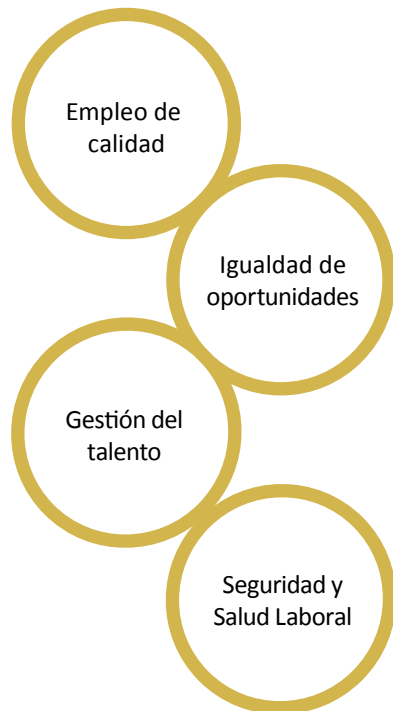 Empleo de
calidad
Igualdad de
oportunidades
Gestión del
talento
Seguridad y
Salud Laboral